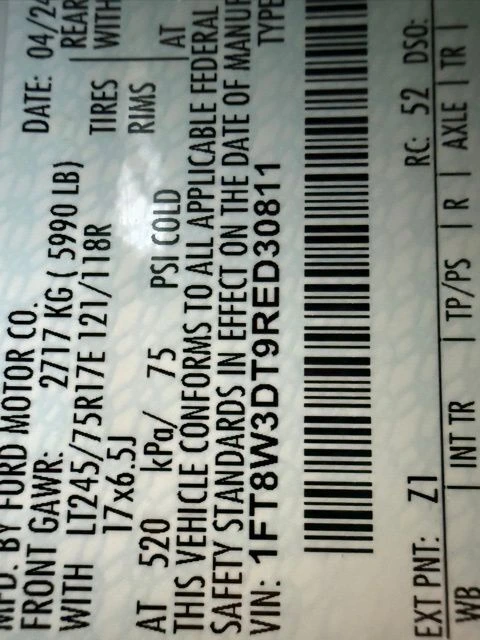 MFD. BY FORD MOTOR CO.
DATE: 04/24
FRONT GAWR: 2717 KG ( 5990 LB)
REAR
WITH LT245/75R17E 121/118R TIRES
WITH
17x6.5J RIMS
AT 520 kPa/ 75 PSI COLD
AT
THIS VEHICLE CONFORMS TO ALL APPLICABLE FEDERAL
SAFETY STANDARDS IN EFFECT ON THE DATE OF MANUF
VIN: 1FT8W3DT9RED30811
TYPE
EXT PNT: Z1 RC: 52 DSO:
WB | INT TR | TP/PS | R | AXLE | TR |